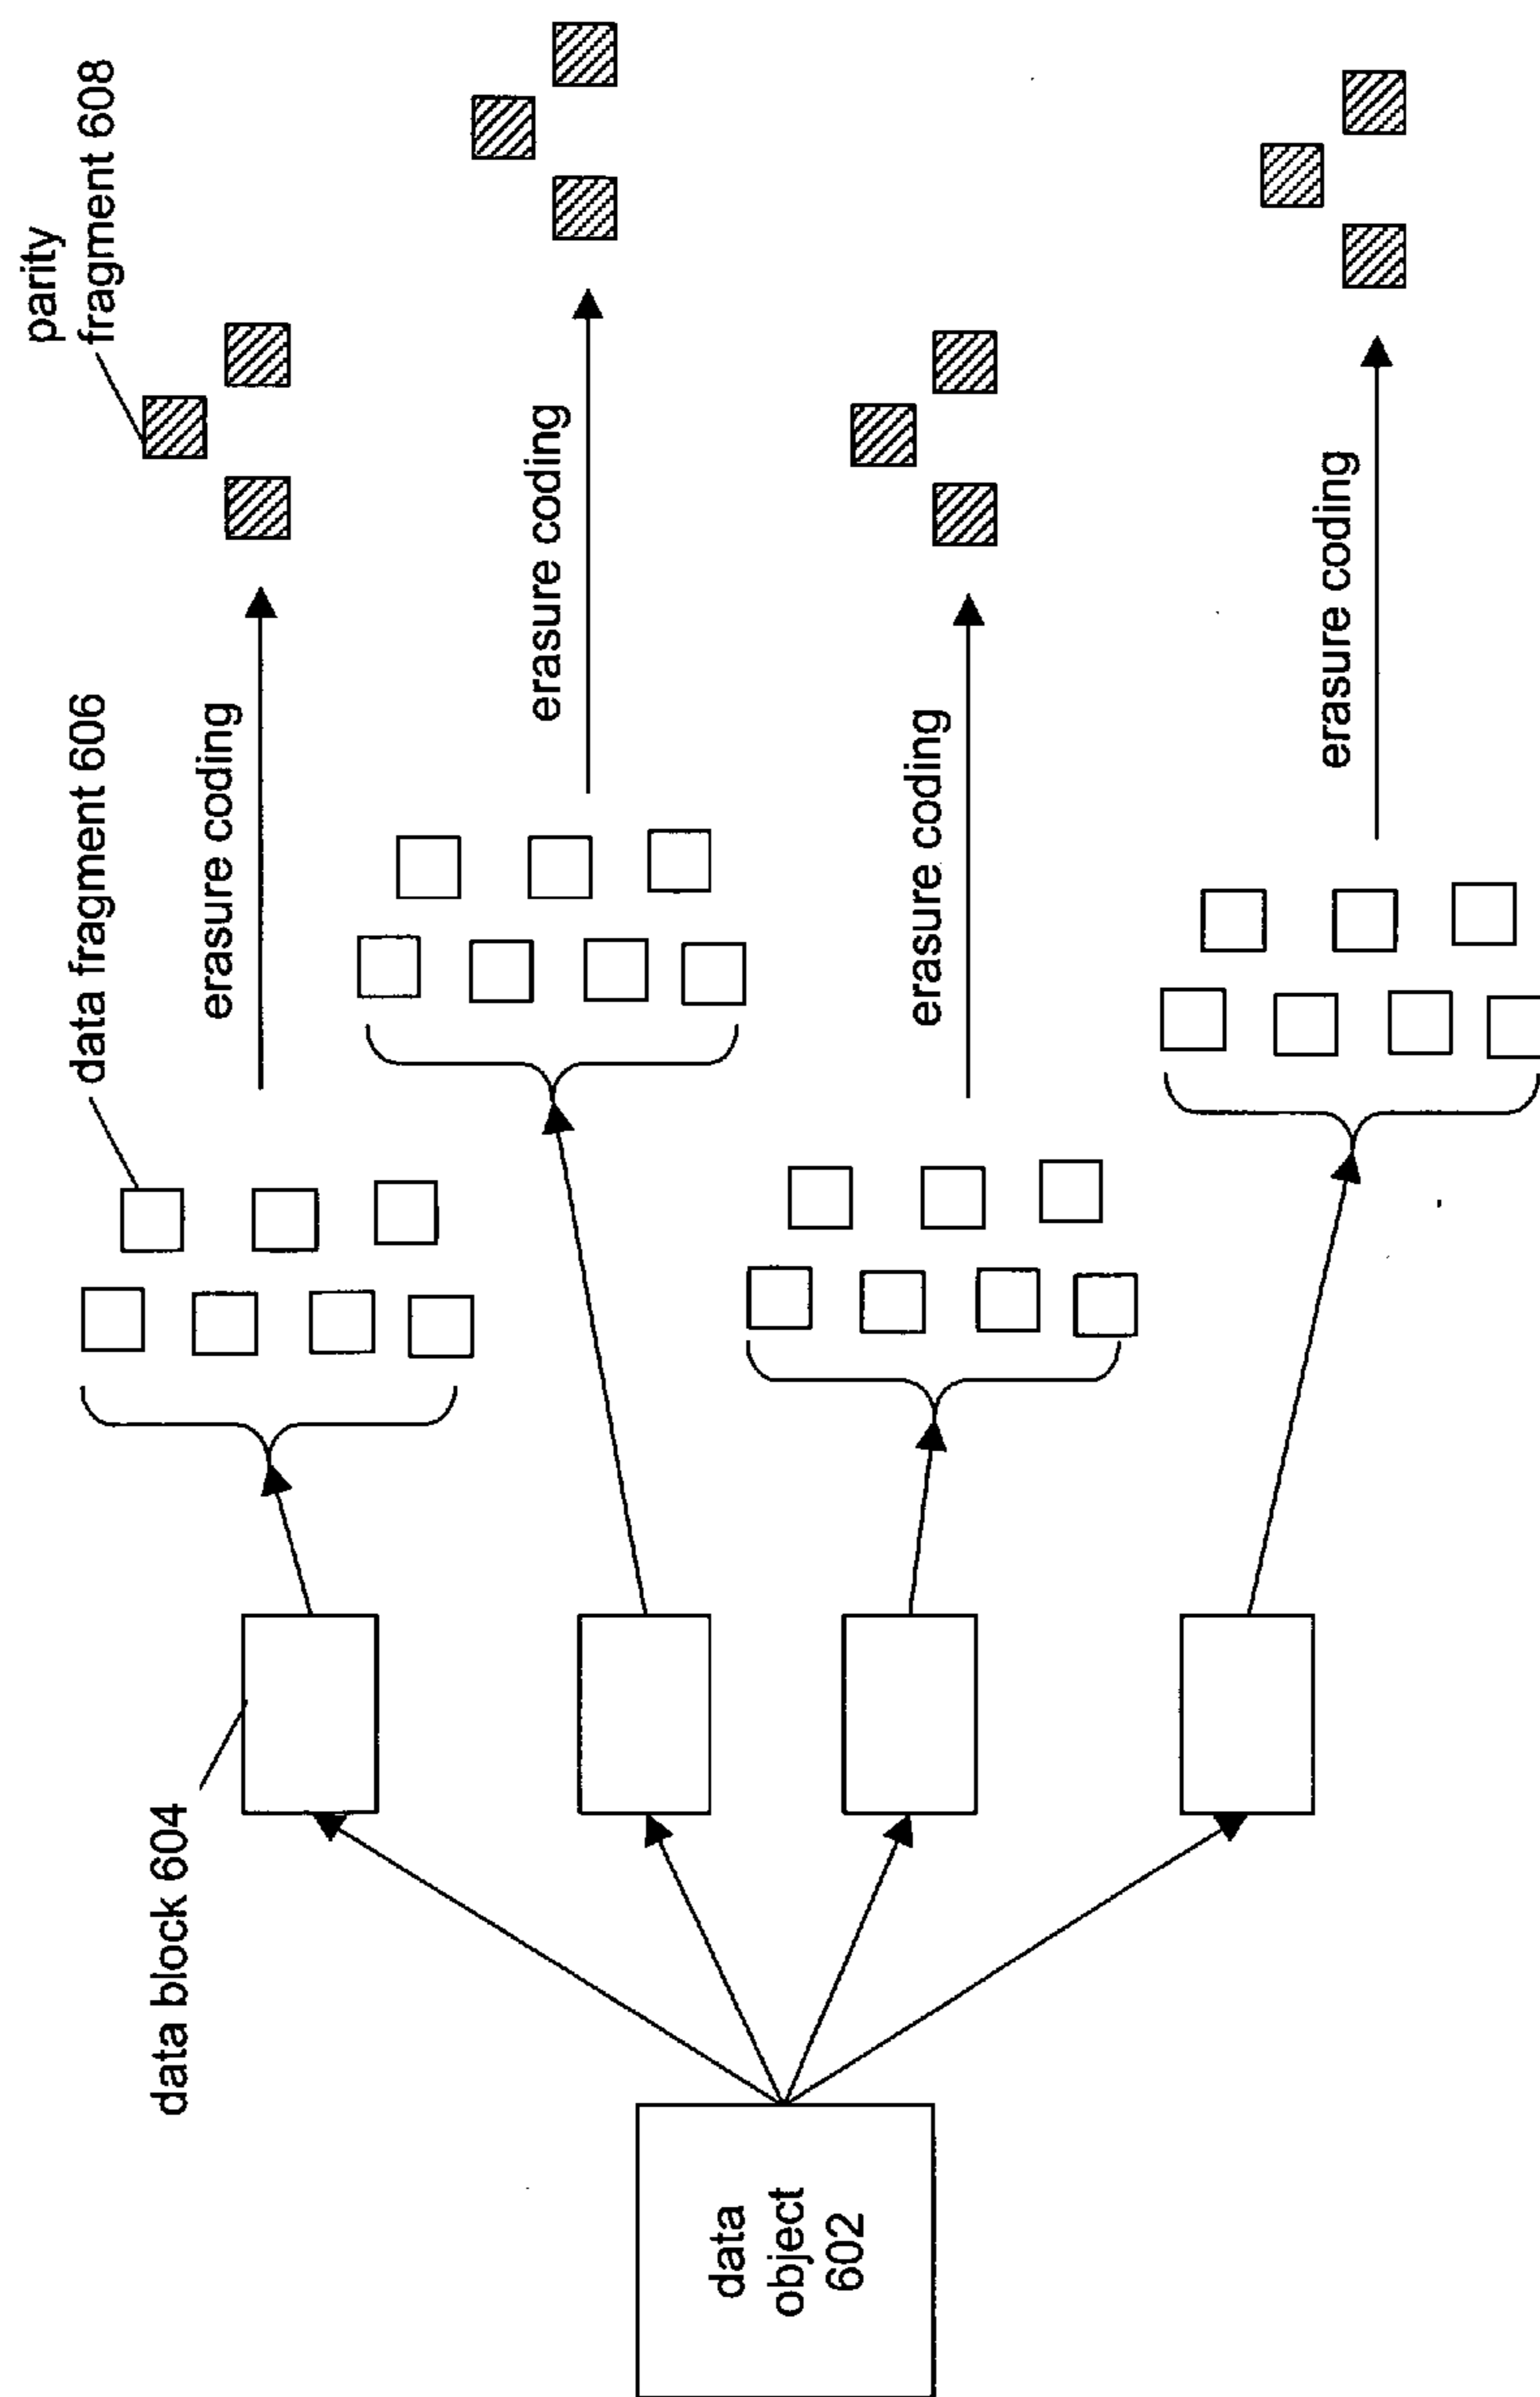 data
object
602
data block 604
data fragment 606
parity
fragment 608
erasure coding
erasure coding
erasure coding
erasure coding